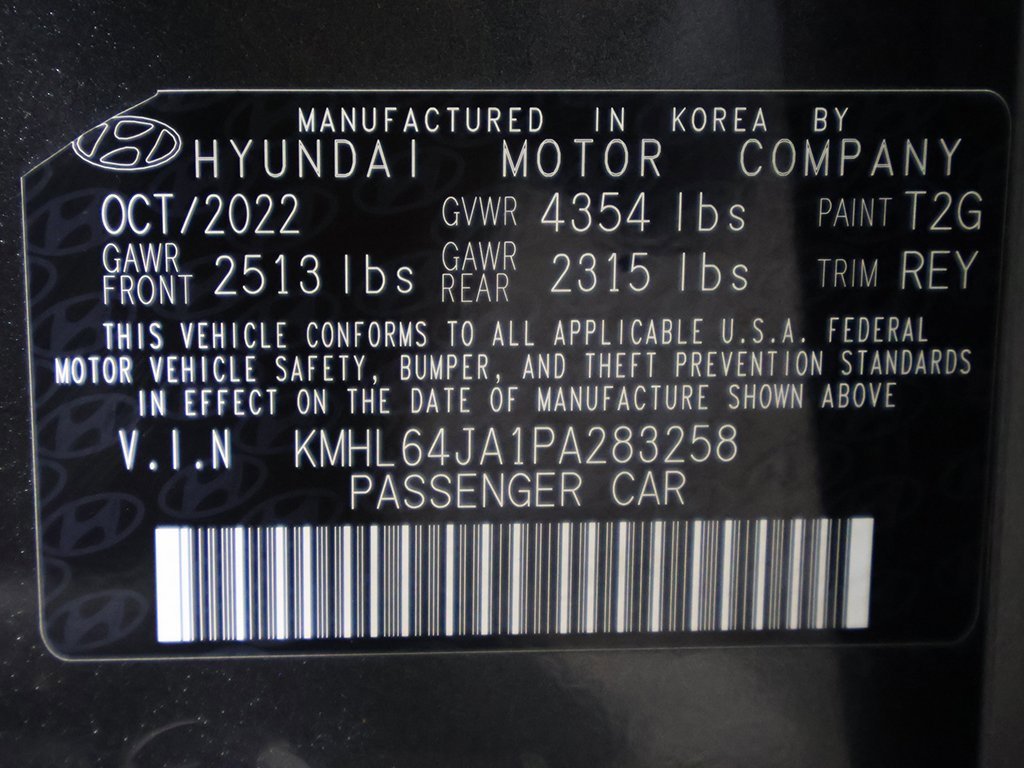 MANUFACTURED IN KOREA BY
HYUNDAI MOTOR COMPANY
OCT/2022 GVWR 4354 lbs PAINT T2G
GAWR FRONT 2513 lbs GAWR REAR 2315 lbs TRIM REY
THIS VEHICLE CONFORMS TO ALL APPLICABLE U.S.A. FEDERAL
MOTOR VEHICLE SAFETY, BUMPER, AND THEFT PREVENTION STANDARDS
IN EFFECT ON THE DATE OF MANUFACTURE SHOWN ABOVE
V.I.N KMHL64JA1PA283258
PASSENGER CAR